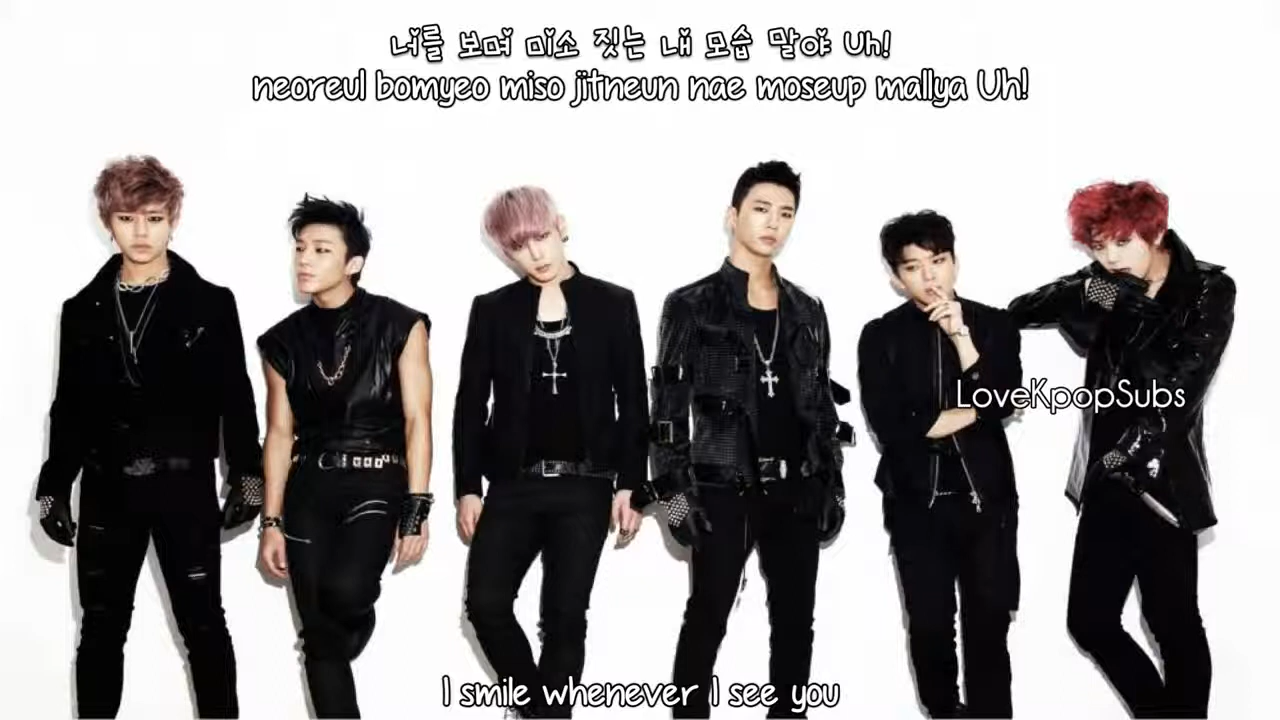 너를 보며 미소 짓는 내 모습 말야 Uh!
neoreul bomyeo miso jitneun nae moseup mallya Uh!
LoveKpopSubs
I smile whenever I see you